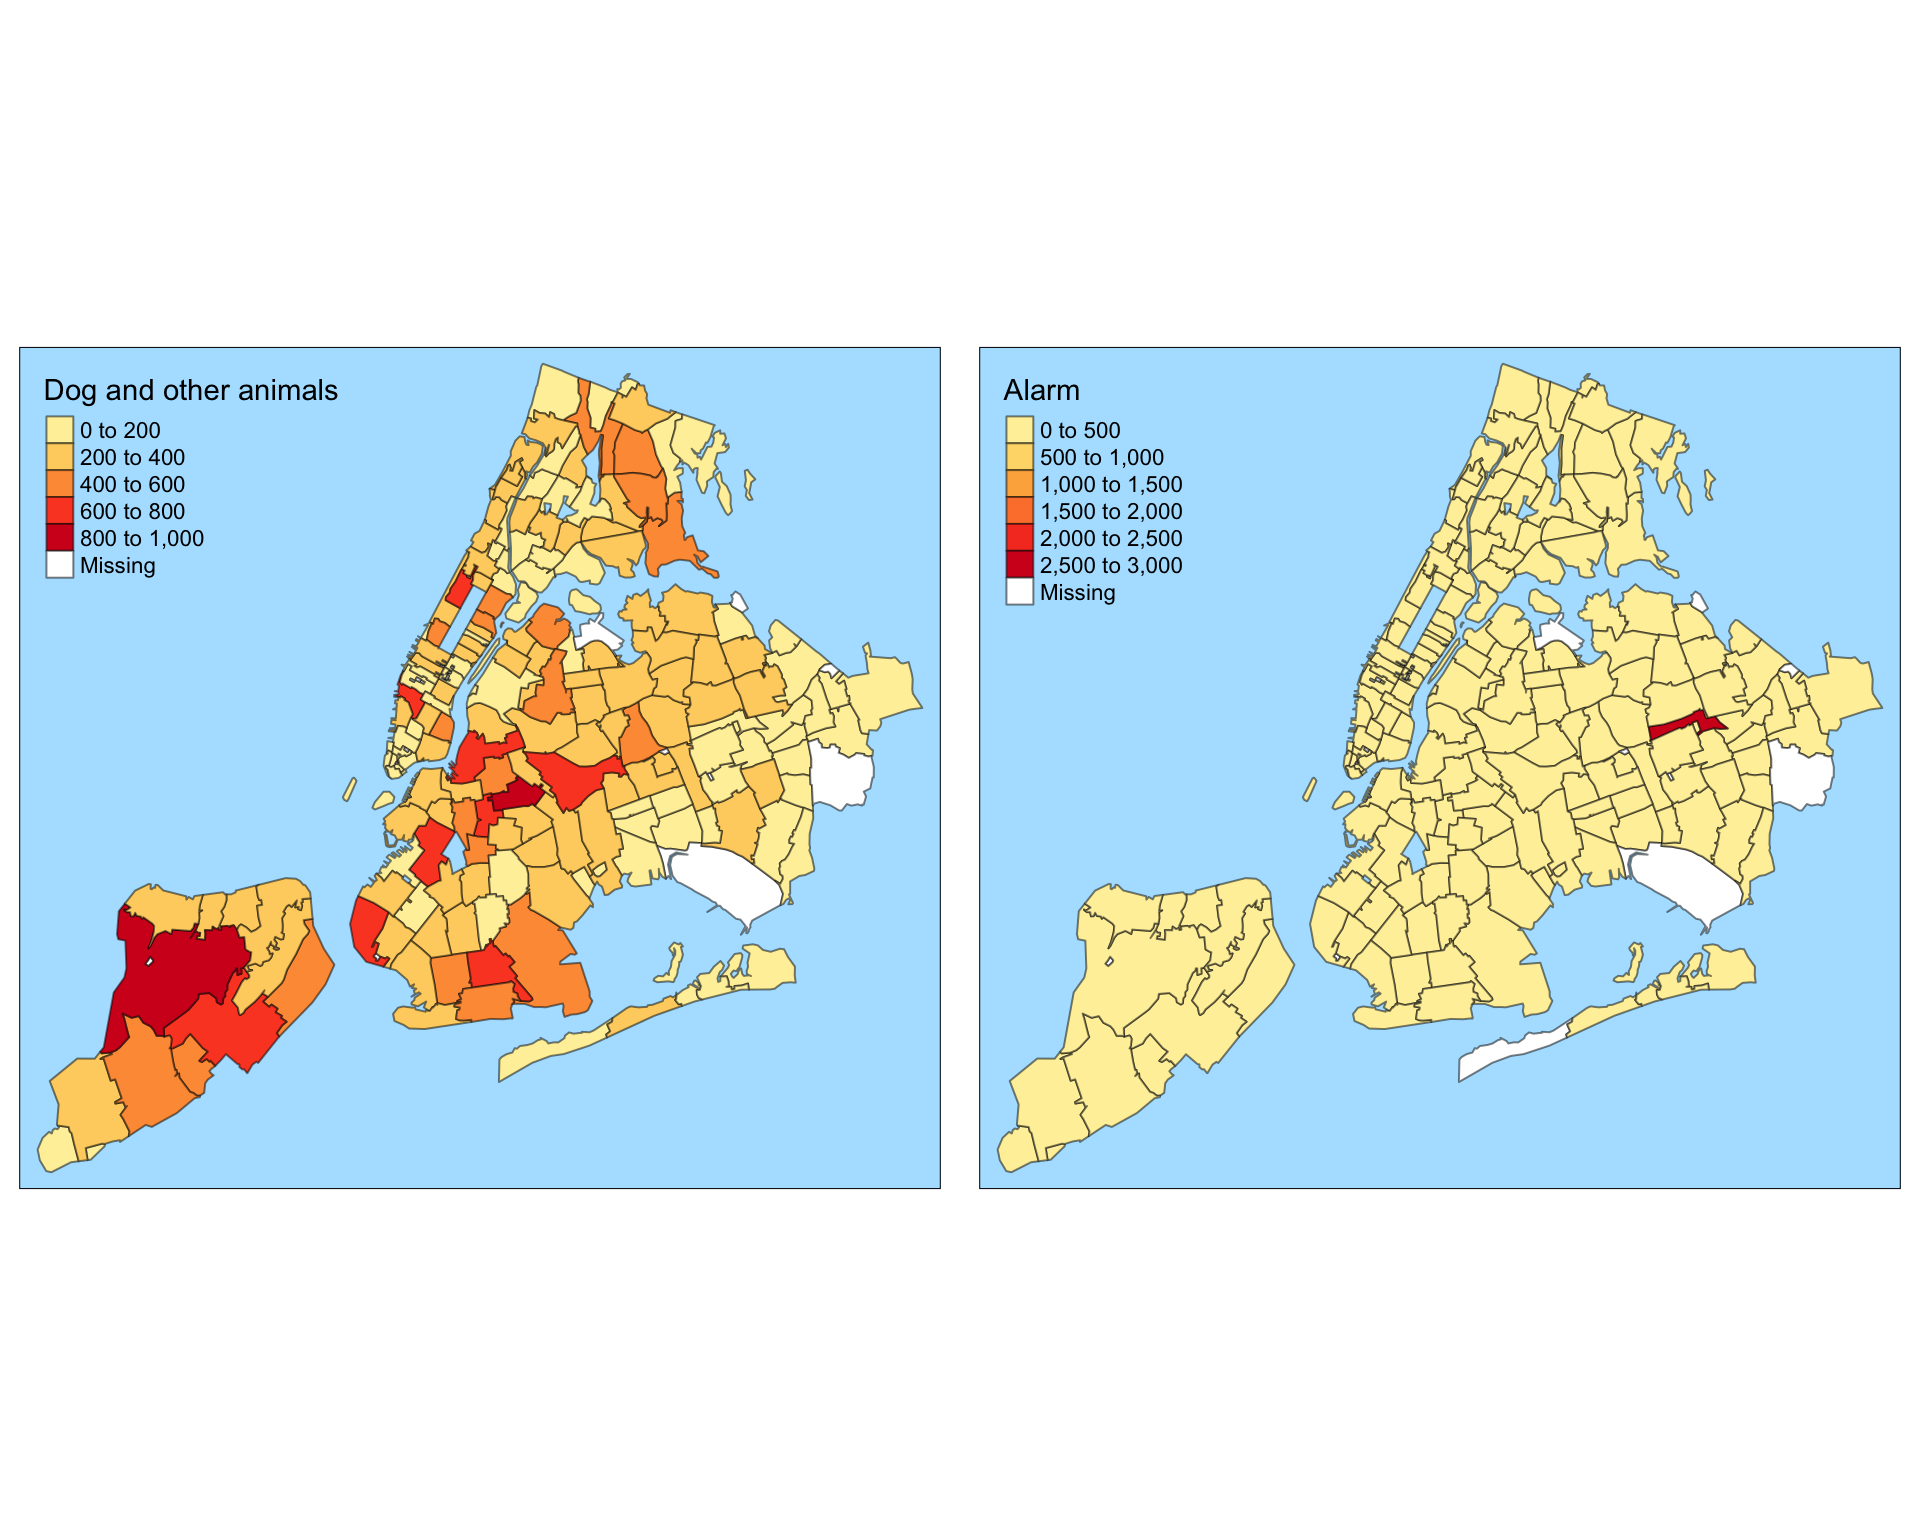 Dog and other animals
0 to 200
200 to 400
400 to 600
600 to 800
800 to 1,000
Missing
Alarm
0 to 500
500 to 1,000
1,000 to 1,500
1,500 to 2,000
2,000 to 2,500
2,500 to 3,000
Missing